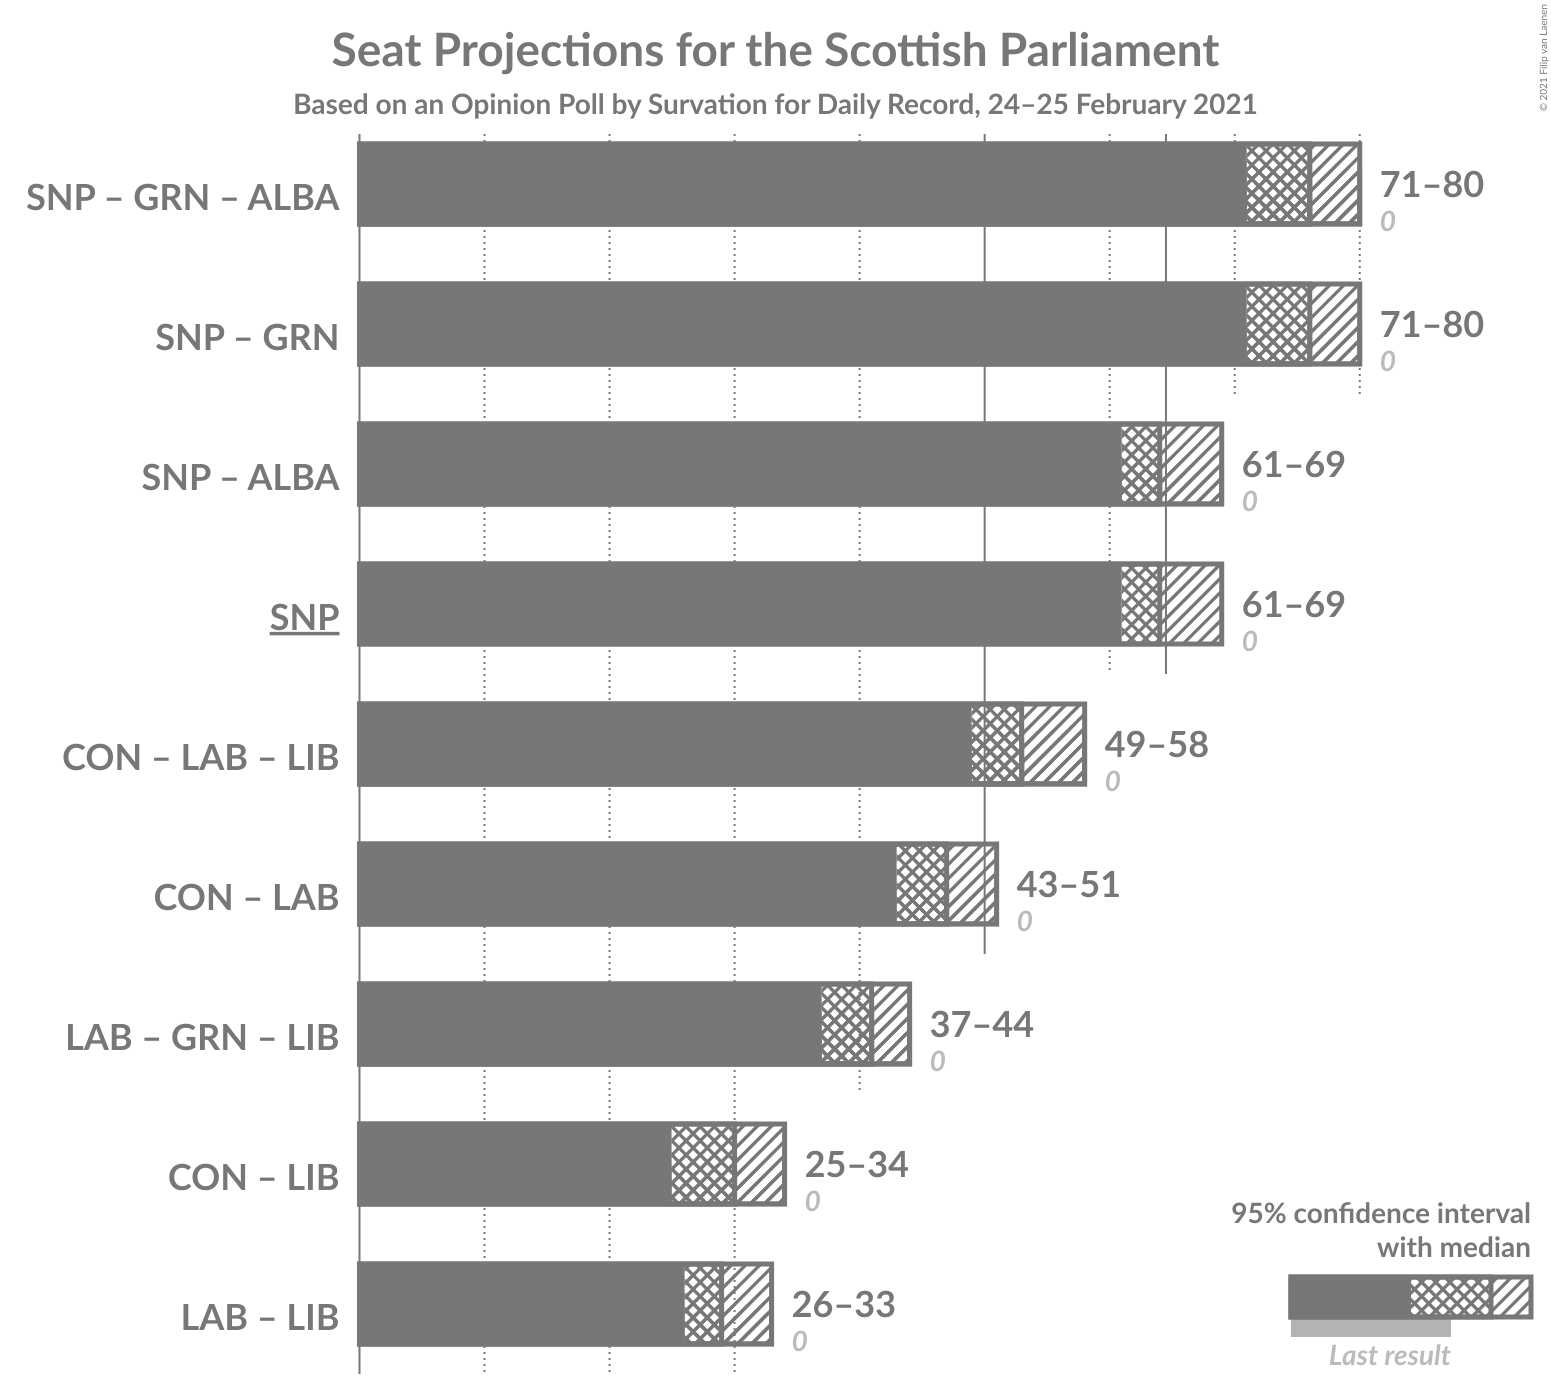 Seat Projections for the Scottish Parliament
Based on an Opinion Poll by Survation for Daily Record, 24–25 February 2021
© 2021 Filip van Laenen
SNP – GRN – ALBA
71–80
0
SNP – GRN
71–80
0
SNP – ALBA
61–69
0
SNP
61–69
0
CON – LAB – LIB
49–58
0
CON – LAB
43–51
0
LAB – GRN – LIB
37–44
0
CON – LIB
25–34
0
LAB – LIB
26–33
0
95% confidence interval
with median
Last result